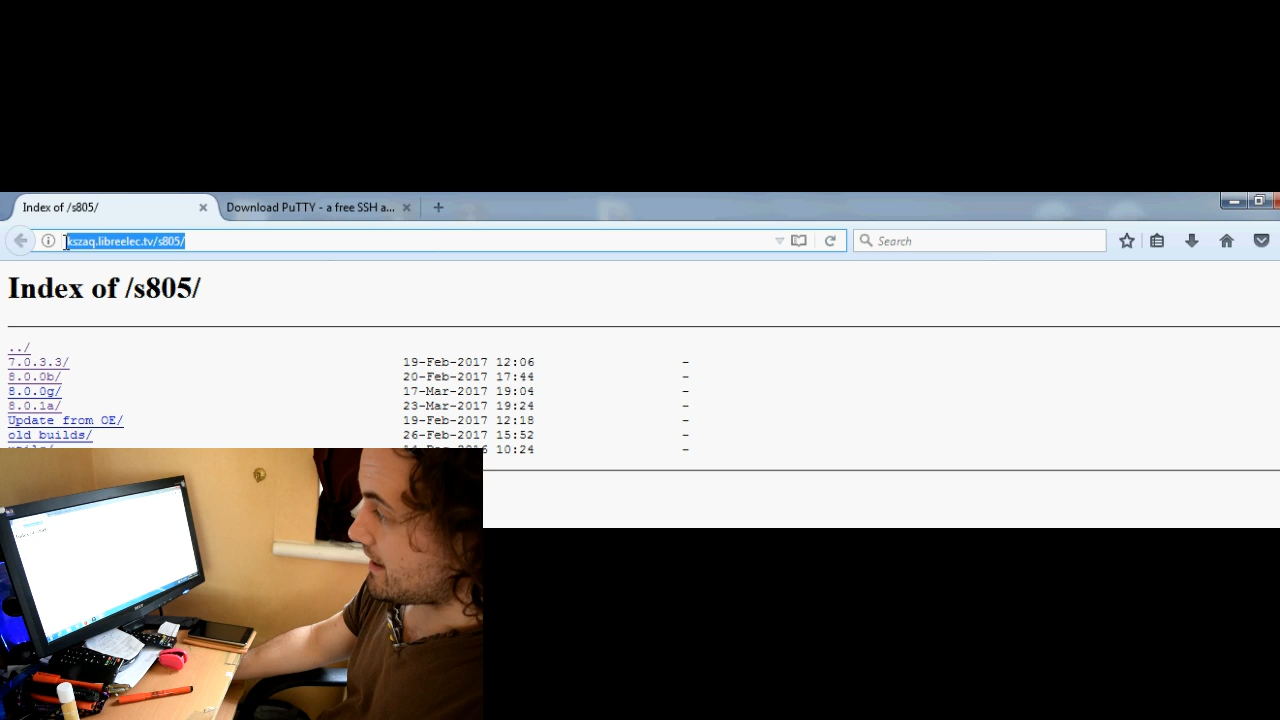 Index of /s805/
Download PuTTY - a free SSH a...
kszaq.libreelec.tv/s805/
Search
Index of /s805/
../
7.0.3.3/ 19-Feb-2017 12:06 -
8.0.0b/ 20-Feb-2017 17:44 -
8.0.0g/ 17-Mar-2017 19:04 -
8.0.1a/ 23-Mar-2017 19:24 -
Update from OE/ 19-Feb-2017 12:18 -
old builds/ 26-Feb-2017 15:52 -
10:24 -